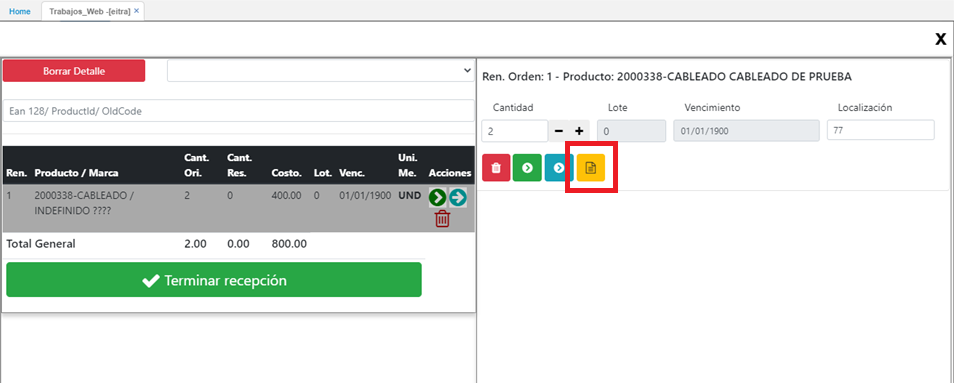 Home
Trabajos_Web -[eitra] ×
X
Borrar Detalle
Ean 128/ ProductId/ OldCode
Ren. Producto / Marca Cant. Ori. Cant. Res. Costo. Lot. Venc. Uni. Me. Acciones
1 2000338-CABLEADO / 2 0 400.00 0 01/01/1900 UND
INDEFINIDO ????
Total General 2.00 0.00 800.00
Terminar recepción
Ren. Orden: 1 - Producto: 2000338-CABLEADO CABLEADO DE PRUEBA
Cantidad Lote Vencimiento Localización
2 − + 0 01/01/1900 77